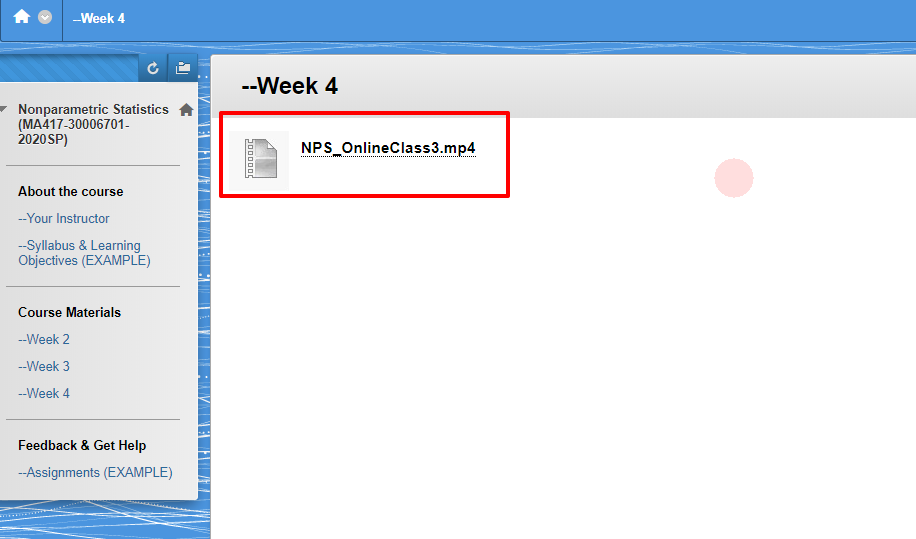 --Week 4
--Week 4
Nonparametric Statistics
(MA417-30006701-
2020SP)
About the course
--Your Instructor
--Syllabus & Learning
Objectives (EXAMPLE)
Course Materials
--Week 2
--Week 3
--Week 4
Feedback & Get Help
--Assignments (EXAMPLE)
NPS_OnlineClass3.mp4